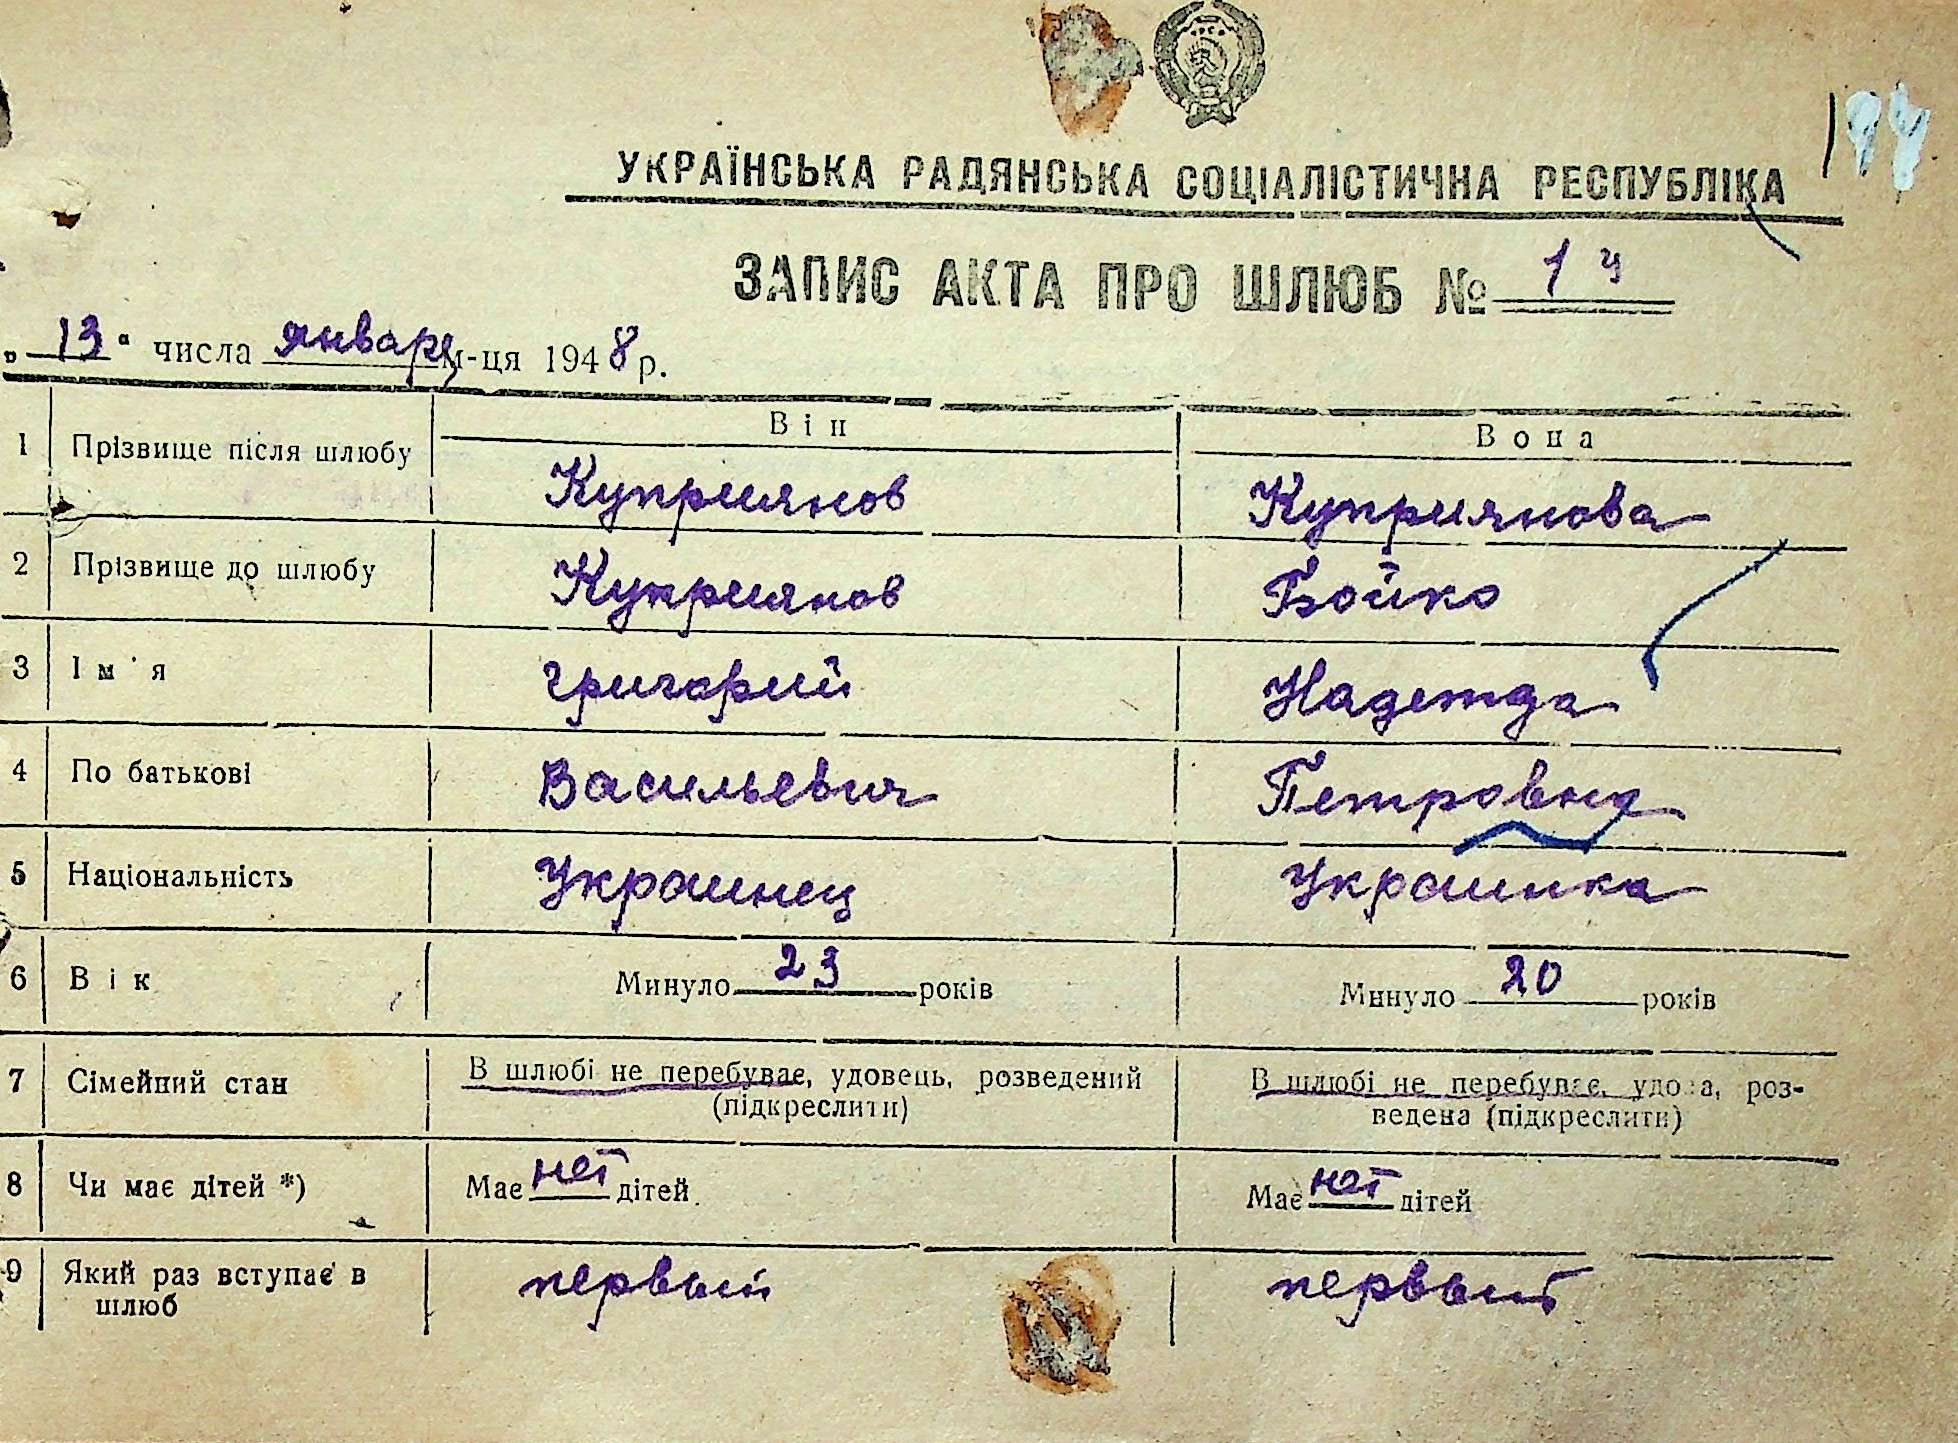 УКРАЇНСЬКА РАДЯНСЬКА СОЦІАЛІСТИЧНА РЕСПУБЛІКА
ЗАПИС АКТА ПРО ШЛЮБ № 14
„13“ числа января м-ця 1948 р.
Він Вона
1 Прізвище після шлюбу Куприянов Куприянова
2 Прізвище до шлюбу Куприянов Бойко
3 Ім'я Григорий Надежда
4 По батькові Васильевич Петровна
5 Національність Украинец Украинка
6 Вік Минуло 23 років Минуло 20 років
7 Сімейний стан В шлюбі не перебуває, удовець, розведений
(підкреслити)
В шлюбі не перебуває, удова, роз-
ведена (підкреслити)
8 Чи має дітей *) Має нет дітей Має нет дітей
9 Який раз вступає в
шлюб
первый первый